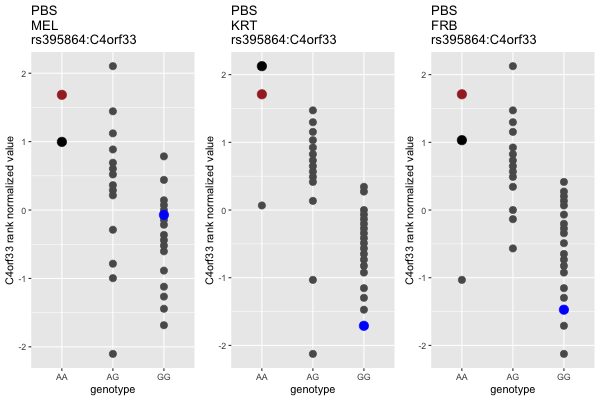 PBS
MEL
rs395864:C4orf33
C4orf33 rank normalized value
2
1
0
-1
-2
AA
AG
GG
genotype
PBS
KRT
rs395864:C4orf33
C4orf33 rank normalized value
2
1
0
-1
-2
AA
AG
GG
genotype
PBS
FRB
rs395864:C4orf33
C4orf33 rank normalized value
2
1
0
-1
-2
AA
AG
GG
genotype